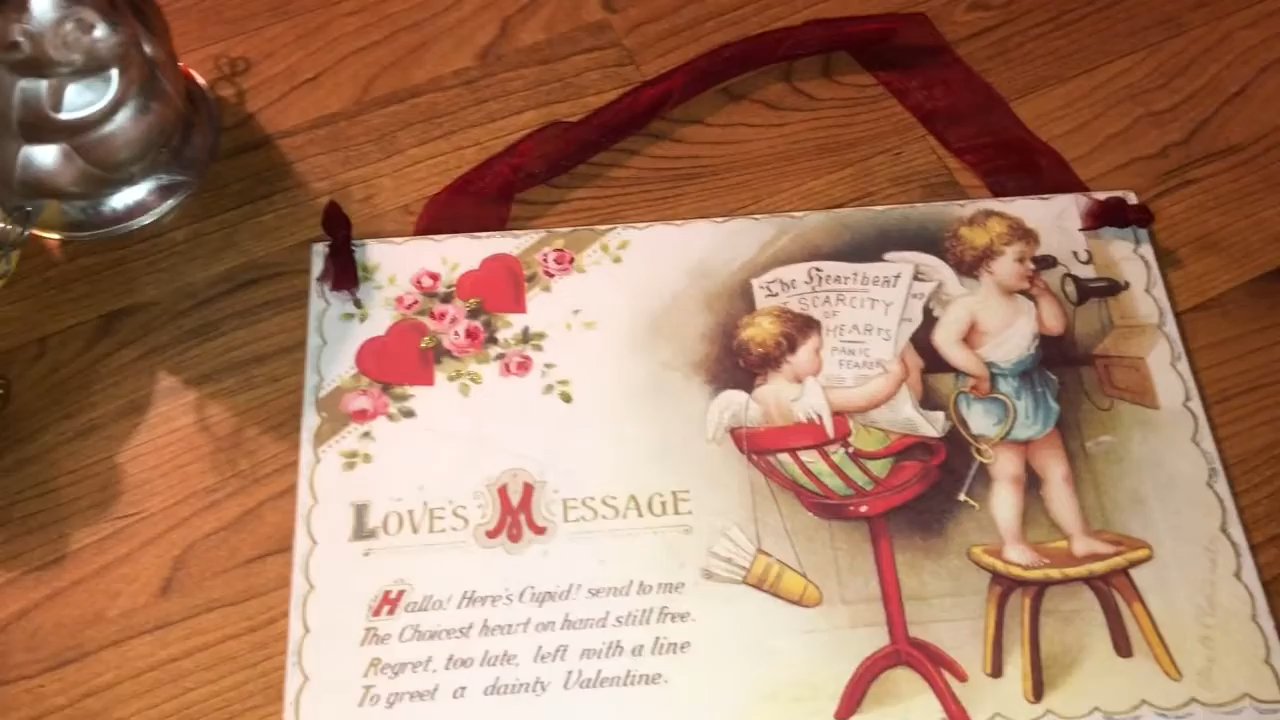 "The Heartbeat
SCARCITY
OF
HEARTS
PANIC
LOVE'S MESSAGE
Hallo! Here's Cupid! send to me
The Choicest heart on hand still free.
Regret, too late, left with a line
To greet a dainty Valentine.